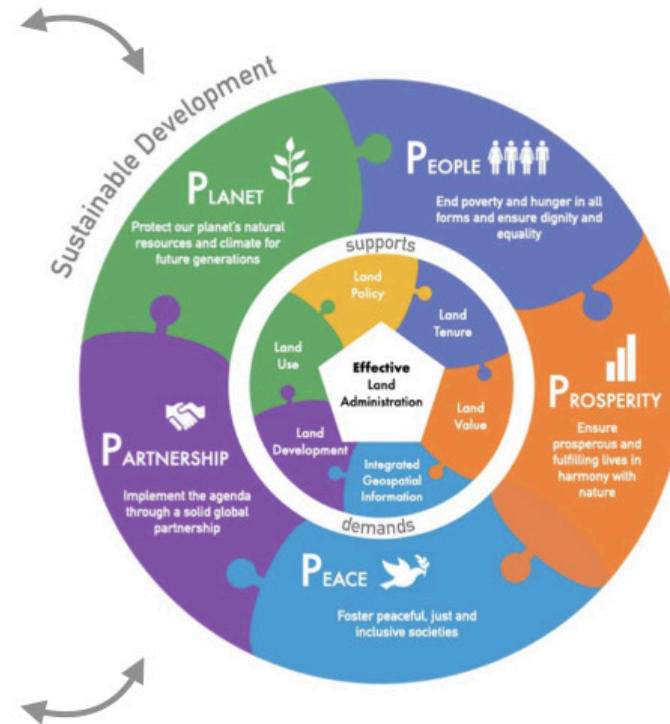 Sustainable Development
PLANET
Protect our planet's natural
resources and climate for
future generations
PEOPLE
End poverty and hunger in all
forms and ensure dignity and
equality
PROSPERITY
Ensure
prosperous and
fulfilling lives in
harmony with
nature
PEACE
Foster peaceful, just and
inclusive societies
PARTNERSHIP
Implement the agenda
through a solid global
partnership
supports
Land
Policy
Land
Tenure
Land
Value
Integrated
Geospatial
Information
Land
Development
Land
Use
Effective
Land
Administration
demands